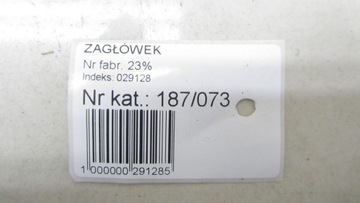 ZAGŁÓWEK
Nr fabr. 23%
Indeks: 029128
Nr kat.: 187/073
1 000000 291285